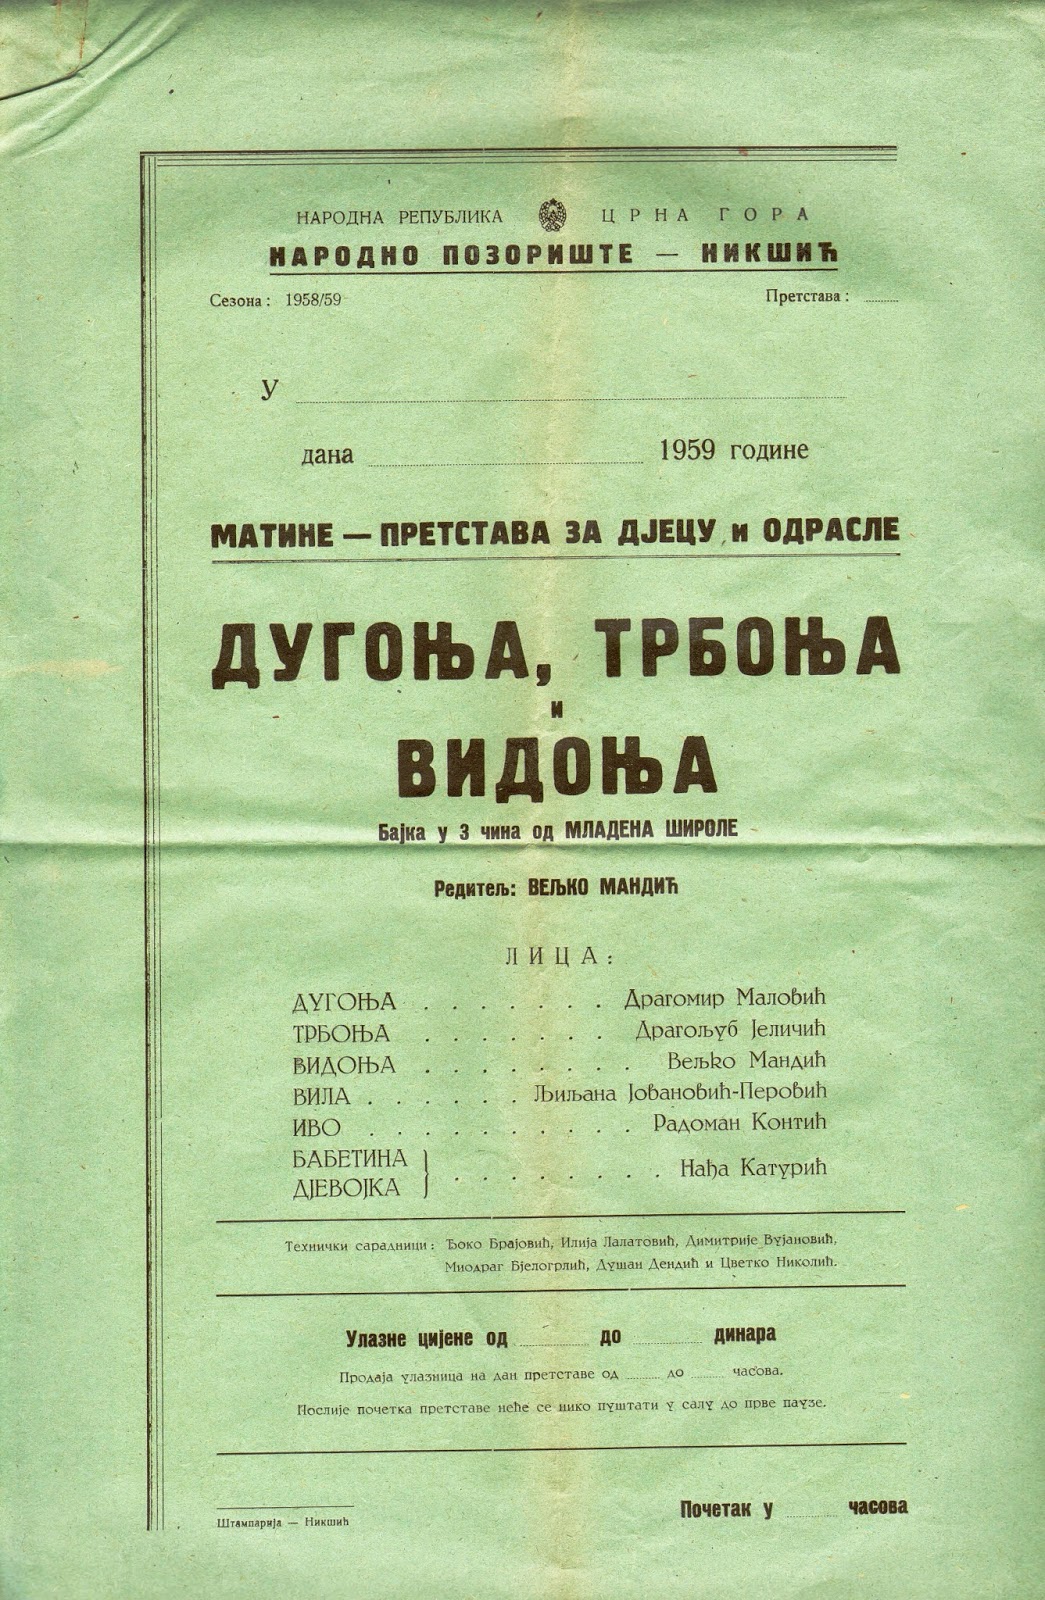 НАРОДНА РЕПУБЛИКА ЦРНА ГОРА
НАРОДНО ПОЗОРИШТЕ — НИКШИЋ
Сезона: 1958/59 Претстава: ........
У ........
дана ........ 1959 године
МАТИНЕ — ПРЕТСТАВА ЗА ДЈЕЦУ и ОДРАСЛЕ
ДУГОЊА, ТРБОЊА
и
ВИДОЊА
Бајка у 3 чина од МЛАДЕНА ШИРОЛЕ
Редитељ: ВЕЉКО МАНДИЋ
ЛИЦА:
ДУГОЊА . . . . . . . Драгомир Маловић
ТРБОЊА . . . . . . . Драгољуб Јеличић
ВИДОЊА . . . . . . . . Вељко Мандић
ВИЛА . . . . . . Љиљана Јовановић-Перовић
ИВО . . . . . . . . . . Радоман Контић
БАБЕТИНА
ДЈЕВОЈКА } . . . . . . . . Нађа Катурић
Технички сарадници: Ђоко Брајовић, Илија Лалатовић, Димитрије Вујановић,
Миодраг Бјелогрлић, Душан Дендић и Цветко Николић.
Улазне цијене од ........ до ........ динара
Продаја улазница на дан претставе од ........ до ........ часова.
Послије почетка претставе неће се нико пуштати у салу до прве паузе.
Почетак у ........ часова
Штампарија — Никшић